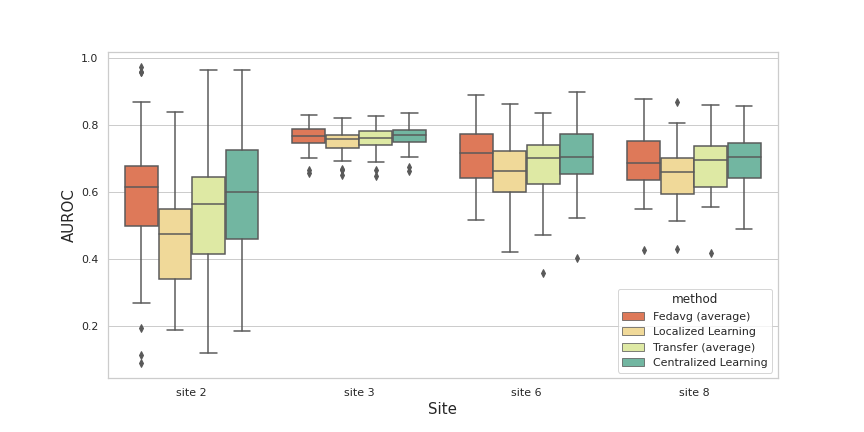 1.0
0.8
0.6
0.4
0.2
AUROC
site 2
site 3
site 6
site 8
Site
method
Fedavg (average)
Localized Learning
Transfer (average)
Centralized Learning